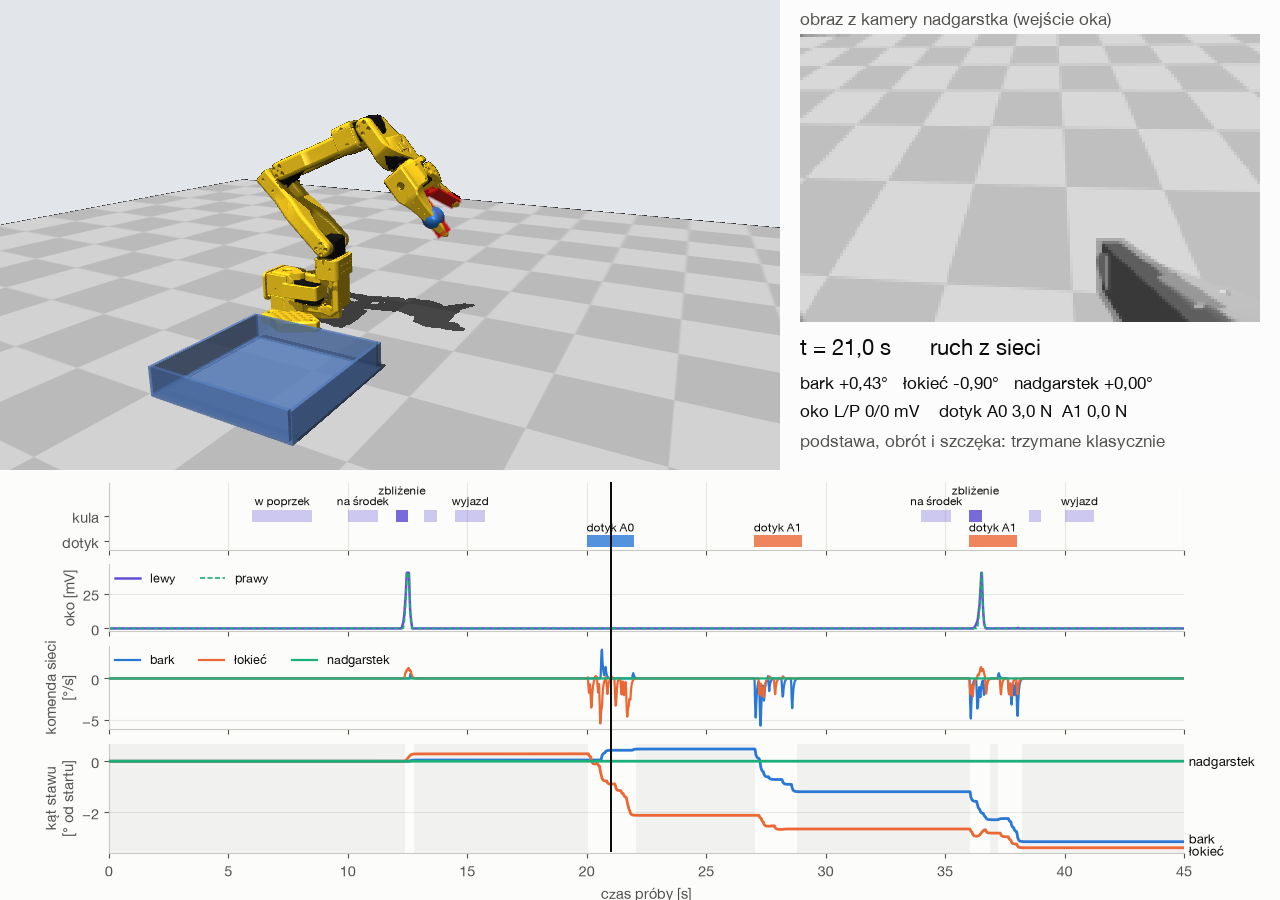 obraz z kamery nadgarstka (wejście oka)
t = 21,0 s ruch z sieci
bark +0,43° łokieć -0,90° nadgarstek +0,00°
oko L/P 0/0 mV dotyk A0 3,0 N A1 0,0 N
podstawa, obrót i szczęka: trzymane klasycznie
zbliżenie zbliżenie
w poprzek na środek wyjazd na środek wyjazd
kula
dotyk A0 dotyk A1 dotyk A1
dotyk
oko [mV]
lewy prawy
25
0
komenda sieci
[°/s]
bark łokieć nadgarstek
0
−5
kąt stawu
[° od startu]
0
−2
nadgarstek
bark
łokieć
0 5 10 15 20 25 30 35 40 45
czas próby [s]